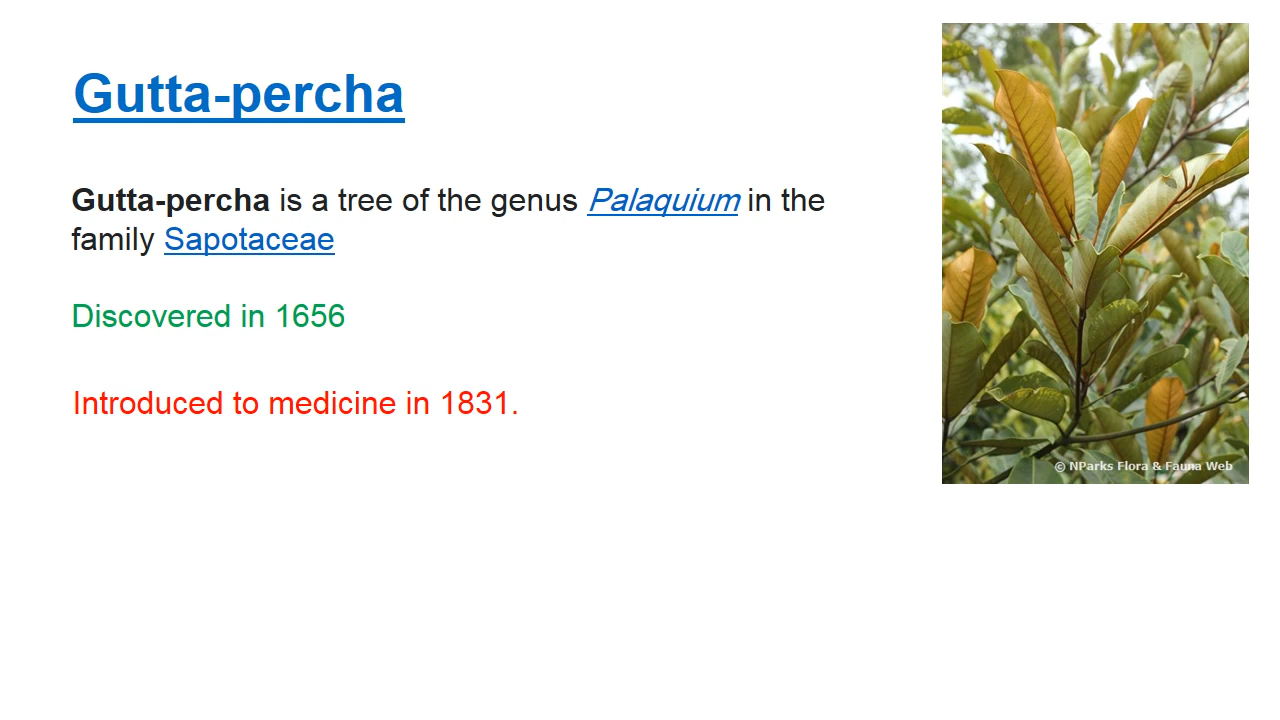 Gutta-percha
Gutta-percha is a tree of the genus Palaquium in the
family Sapotaceae
Discovered in 1656
Introduced to medicine in 1831.
© NParks Flora & Fauna Web